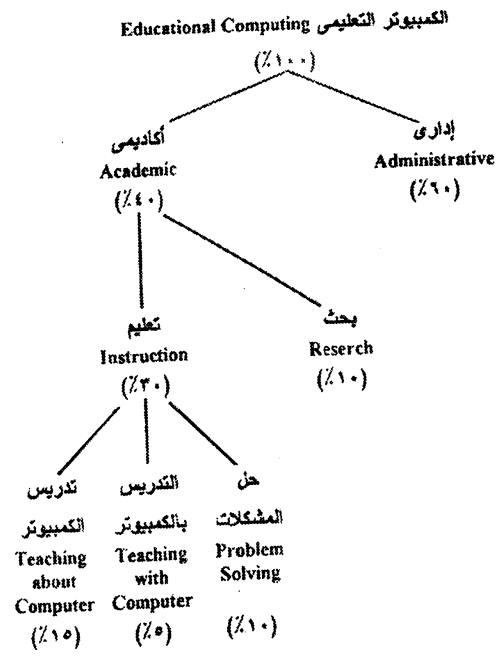 Educational Computing الكمبيوتر التعليمى
(٪١٠٠)
أكاديمى
Academic
(٪٤٠)
إدارى
Administrative
(٪٦٠)
تعليم
Instruction
(٪٣٠)
بحث
Reserch
(٪١٠)
تدريس
الكمبيوتر
Teaching
about
Computer
(٪١٥)
التدريس
بالكمبيوتر
Teaching
with
Computer
(٪٥)
حل
المشكلات
Problem
Solving
(٪١٠)